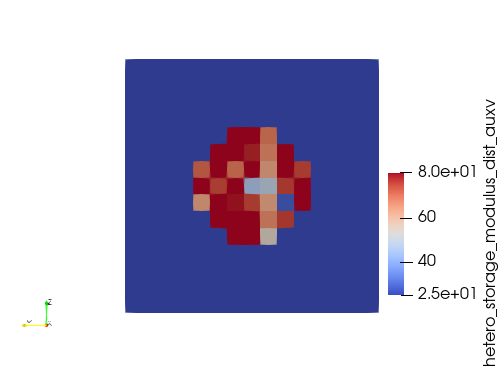 8.0e+01
60
40
2.5e+01
hetero_storage_modulus_dist_auxv
Z